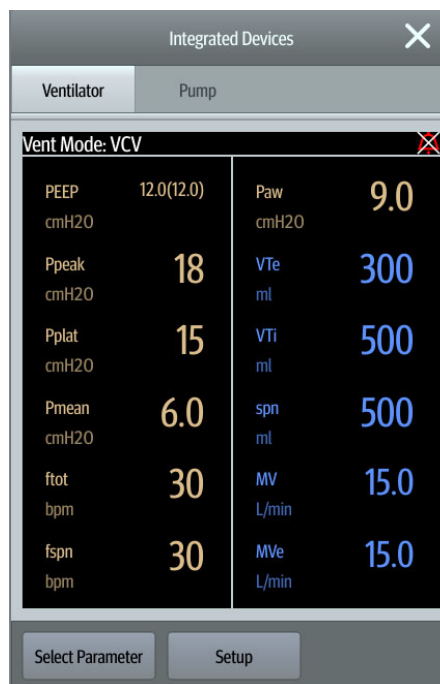 Integrated Devices
Ventilator Pump
Vent Mode: VCV
PEEP 12.0(12.0)
cmH2O
Ppeak 18
cmH2O
Pplat 15
cmH2O
Pmean 6.0
cmH2O
ftot 30
bpm
fspn 30
bpm
Paw 9.0
cmH2O
VTe 300
ml
VTi 500
ml
spn 500
ml
MV 15.0
L/min
MVe 15.0
L/min
Select Parameter Setup